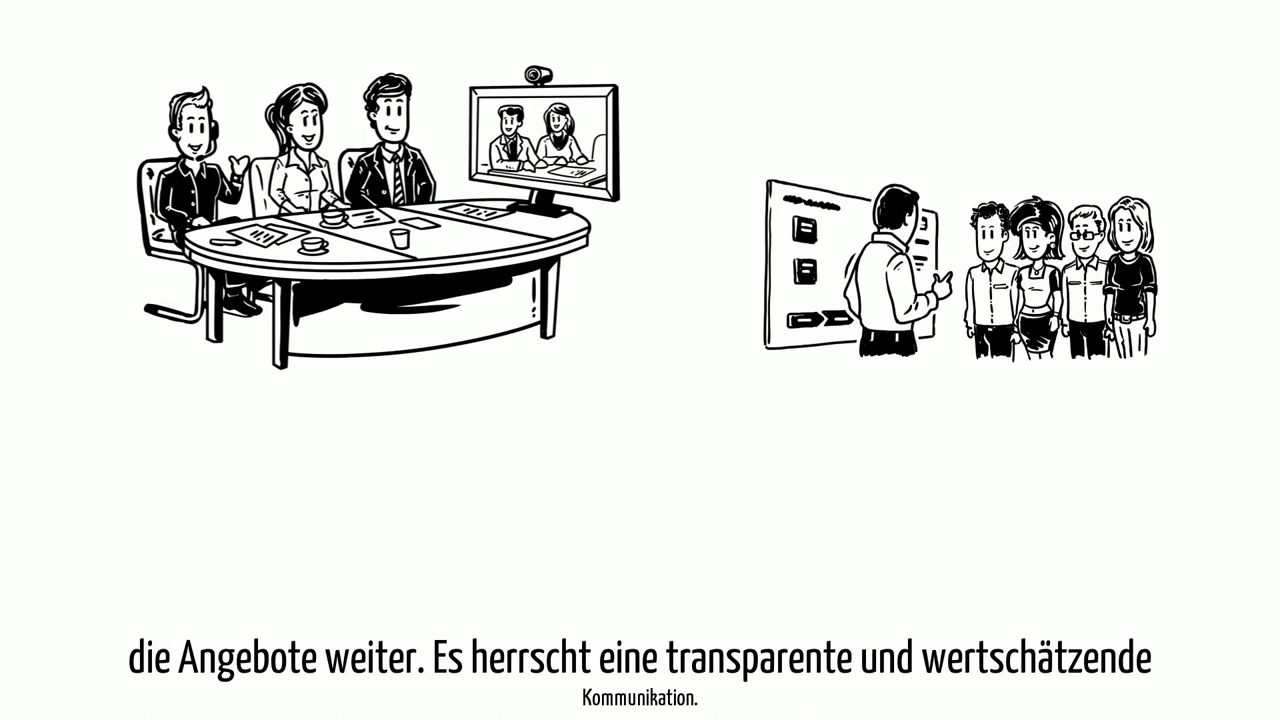 die Angebote weiter. Es herrscht eine transparente und wertschätzende
Kommunikation.